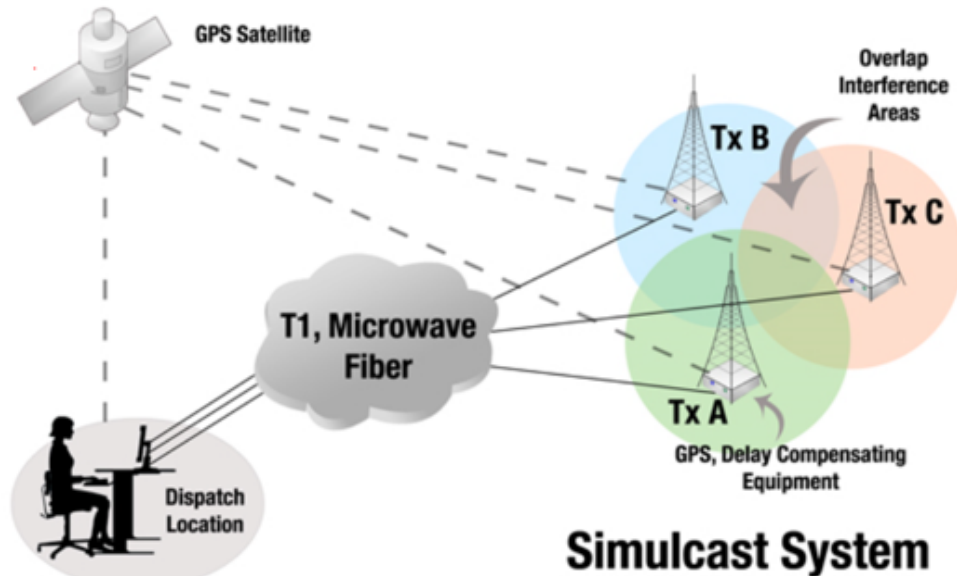 GPS Satellite
Overlap
Interference
Areas
Tx B
Tx C
T1, Microwave
Fiber
Tx A
GPS, Delay Compensating
Equipment
Dispatch
Location
Simulcast System